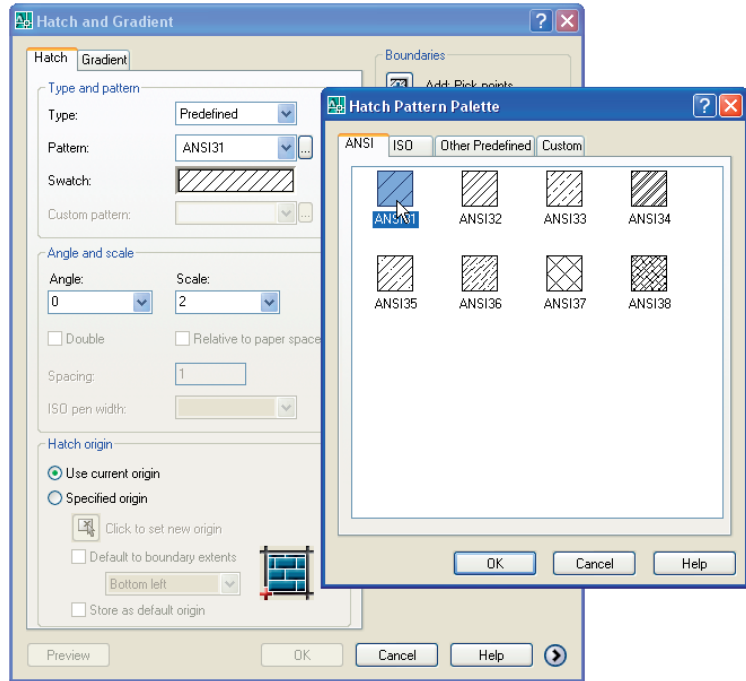 Hatch and Gradient
Hatch Gradient
Type and pattern
Type: Predefined
Pattern: ANSI31 ...
Swatch:
Custom pattern: ...
Angle and scale
Angle: Scale:
0 2
Double Relative to paper space
Spacing: 1
ISO pen width:
Hatch origin
Use current origin
Specified origin
Click to set new origin
Default to boundary extents
Bottom left
Store as default origin
Preview OK Cancel Help
Boundaries
Add: Pick points
Hatch Pattern Palette
ANSI ISO Other Predefined Custom
ANSI31 ANSI32 ANSI33 ANSI34
ANSI35 ANSI36 ANSI37 ANSI38
OK Cancel Help